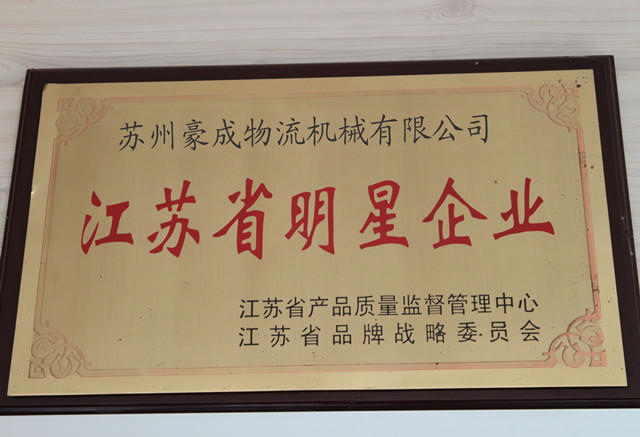 苏州豪成物流机械有限公司
江苏省明星企业
江苏省产品质量监督管理中心
江苏省品牌战略委员会